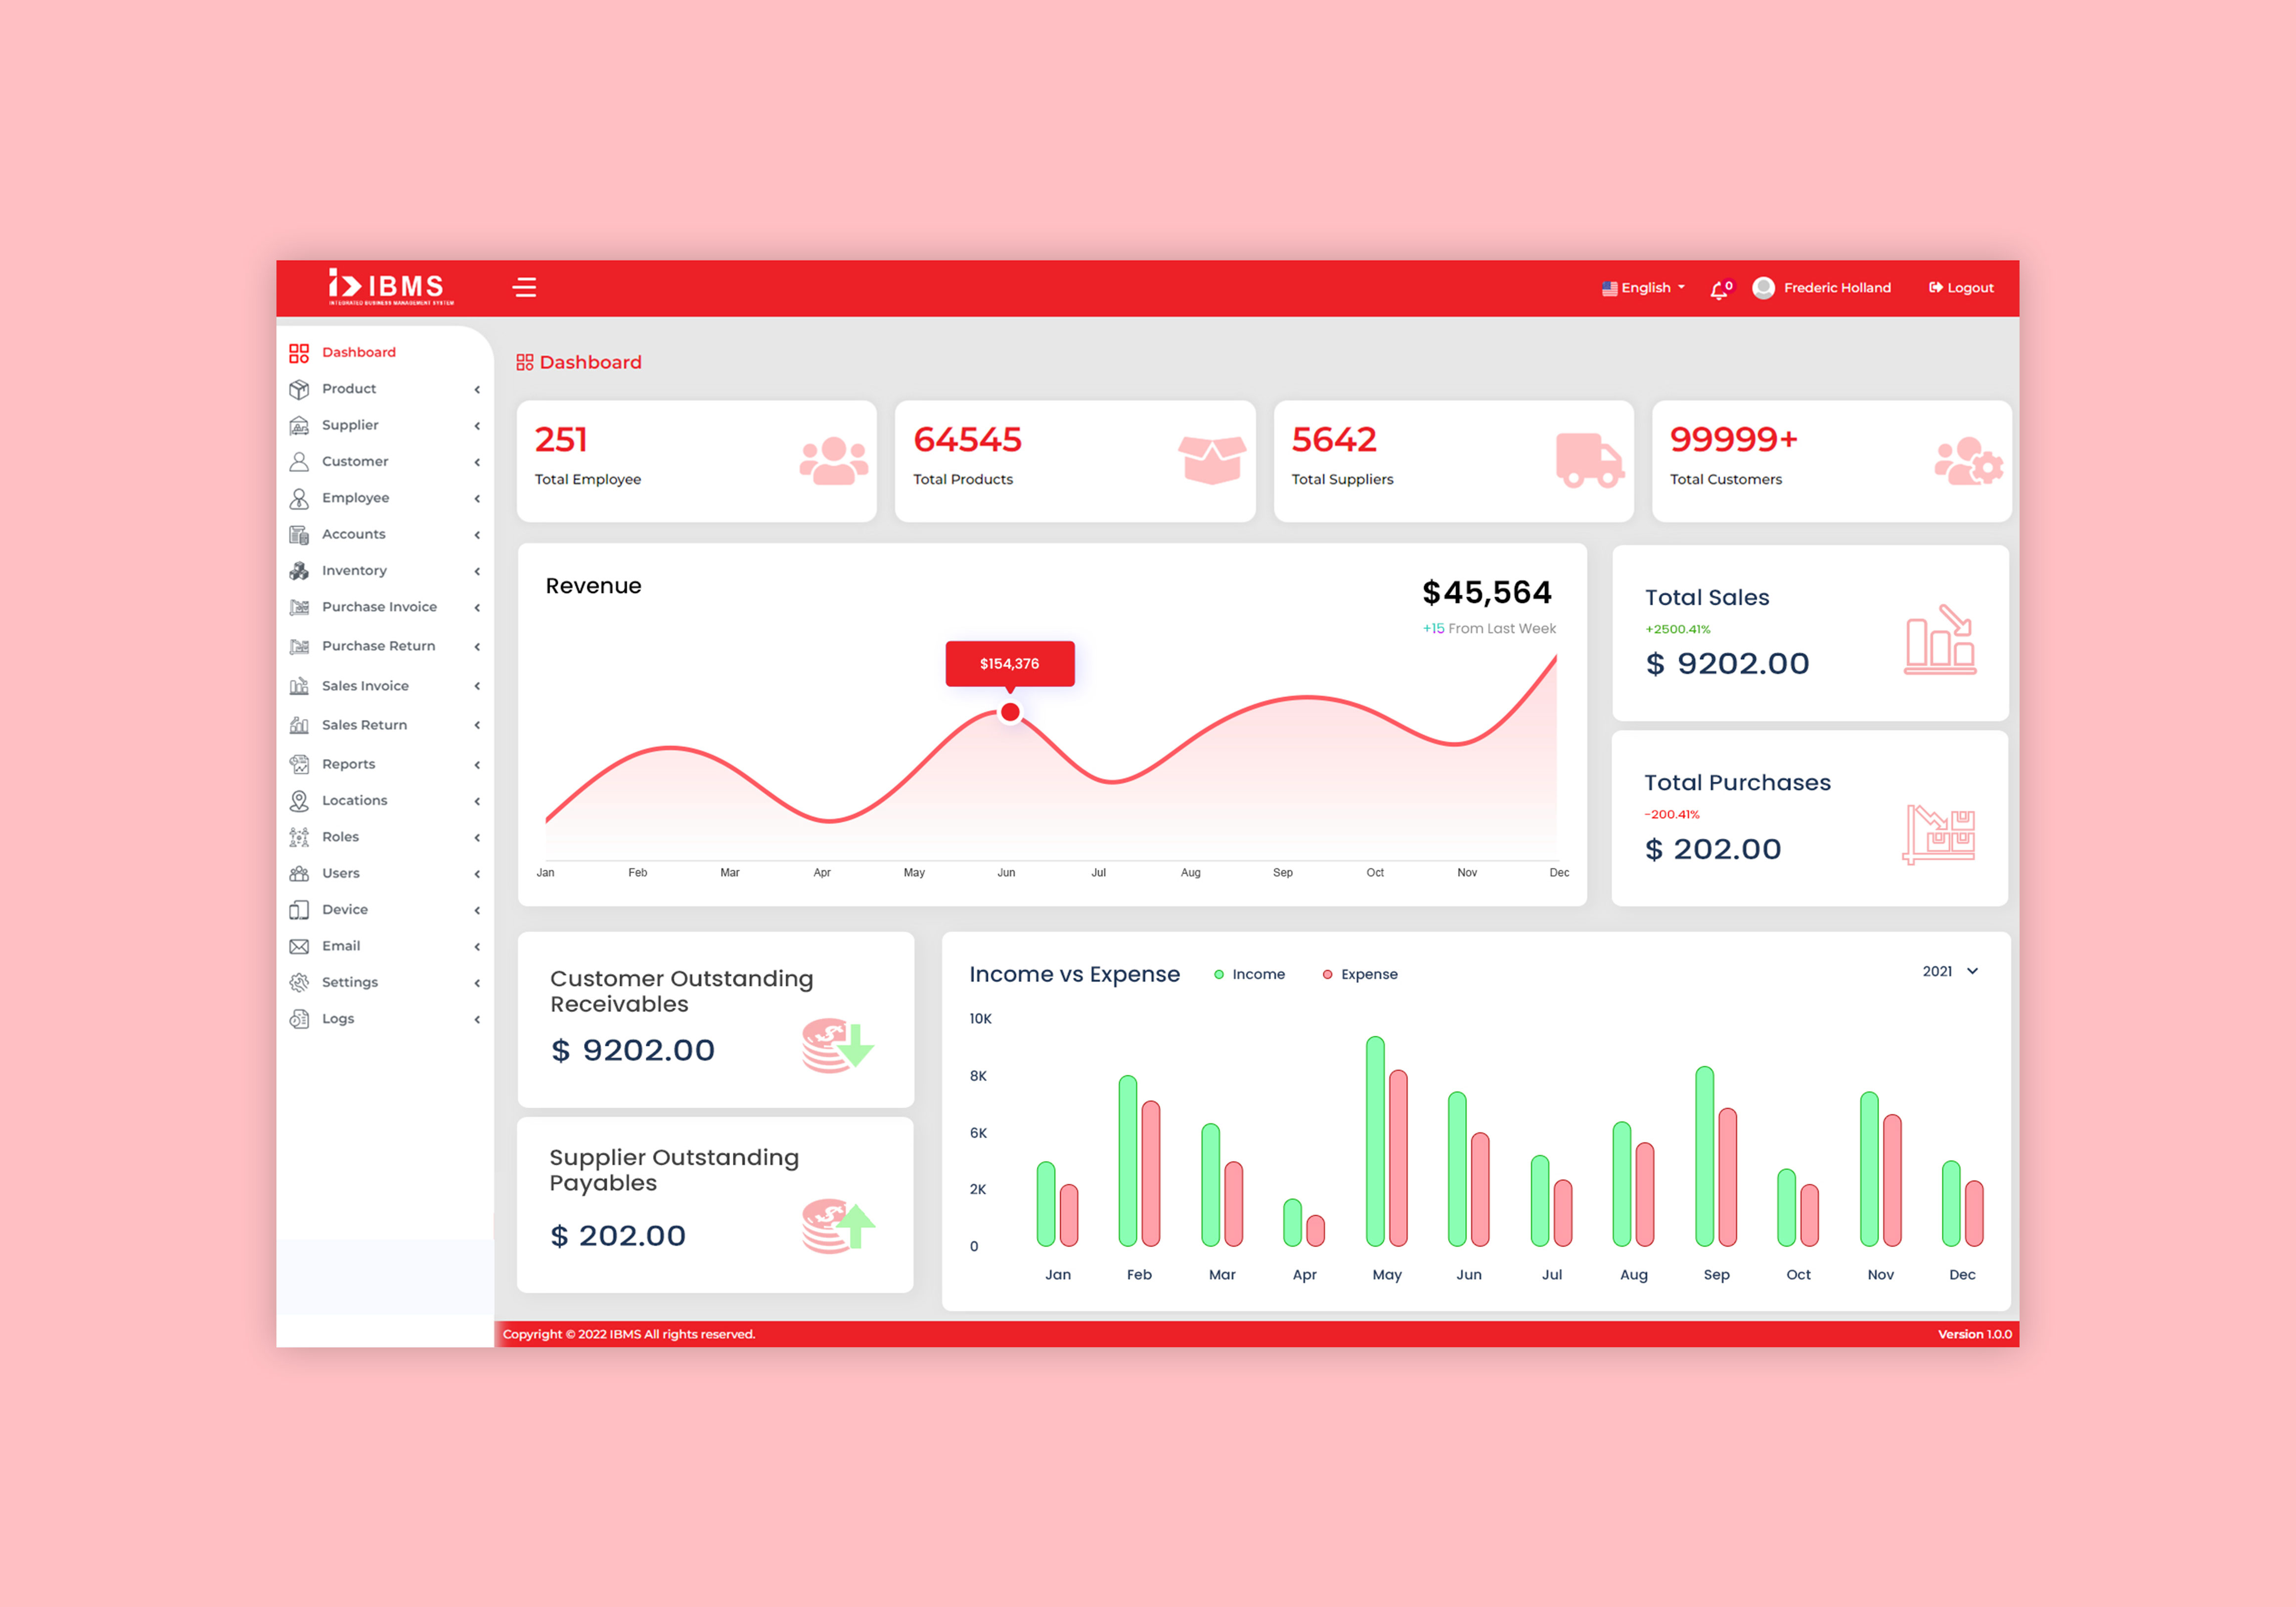 IBMS
INTEGRATED BUSINESS MANAGEMENT SYSTEM
English
0
Frederic Holland
Logout
Dashboard
Product
Supplier
Customer
Employee
Accounts
Inventory
Purchase Invoice
Purchase Return
Sales Invoice
Sales Return
Reports
Locations
Roles
Users
Device
Email
Settings
Logs
Dashboard
251
Total Employee
64545
Total Products
5642
Total Suppliers
99999+
Total Customers
Revenue
$45,564
+15 From Last Week
$154,376
Jan Feb Mar Apr May Jun Jul Aug Sep Oct Nov Dec
Total Sales
+2500.41%
$ 9202.00
Total Purchases
-200.41%
$ 202.00
Customer Outstanding
Receivables
$ 9202.00
Supplier Outstanding
Payables
$ 202.00
Income vs Expense
Income
Expense
2021
10K
8K
6K
2K
0
Jan Feb Mar Apr May Jun Jul Aug Sep Oct Nov Dec
Copyright © 2022 IBMS All rights reserved.
Version 1.0.0